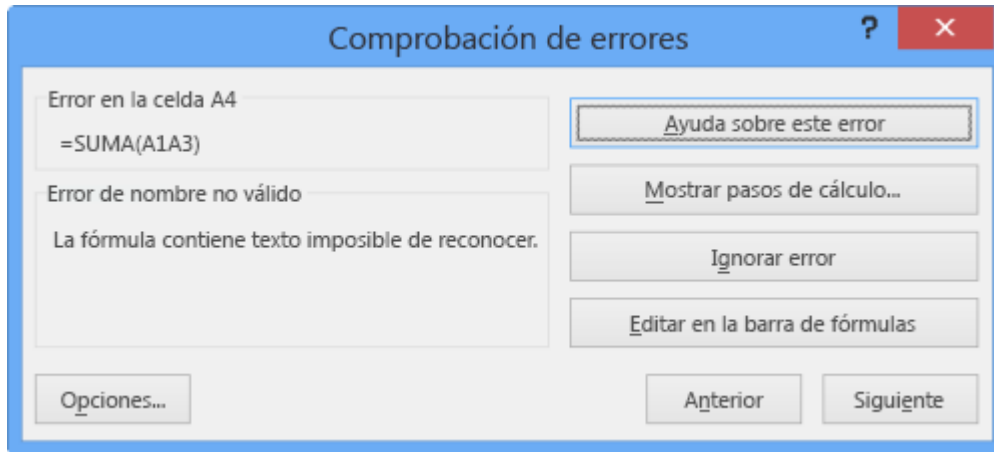 Comprobación de errores
?
Error en la celda A4
=SUMA(A1A3)
Error de nombre no válido
La fórmula contiene texto imposible de reconocer.
Ayuda sobre este error
Mostrar pasos de cálculo...
Ignorar error
Editar en la barra de fórmulas
Opciones...
Anterior
Siguiente